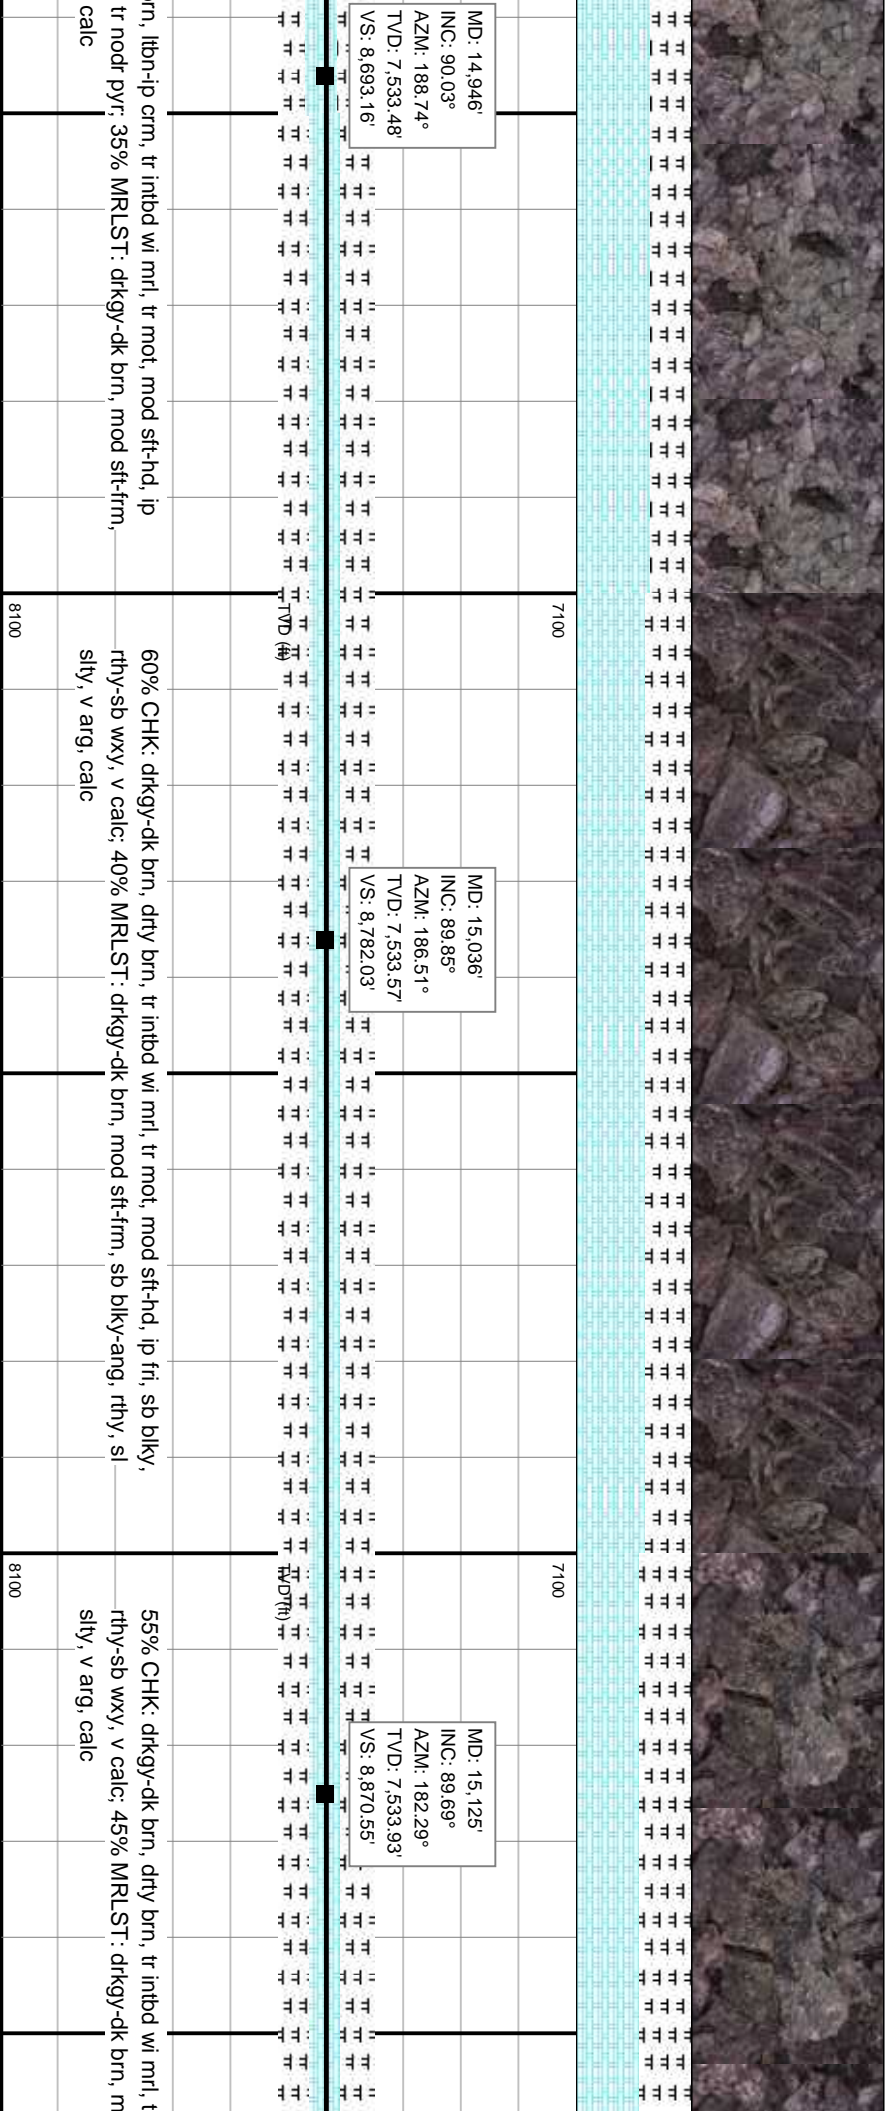 MD: 14,946'
INC: 90.03°
AZM: 188.74°
TVD: 7,533.48'
VS: 8,693.16'
ltbn-ip crm, tr intbd wi mrl, tr mot, mod sft-hd, ip
tr nodr pyr; 35% MRLST: drkgy-dk brn, mod sft-frm,
calc
7100
TVD (ft)
8100
MD: 15,036'
INC: 89.85°
AZM: 186.51°
TVD: 7,533.57'
VS: 8,782.03'
60% CHK: drkgy-dk brn, drty brn, tr intbd wi mrl, tr mot, mod sft-hd, ip fri, sb blky,
rthy-sb wxy, v calc; 40% MRLST: drkgy-dk brn, mod sft-frm, sb blky-ang, rthy, sl
slty, v arg, calc
7100
TVD (ft)
8100
MD: 15,125'
INC: 89.69°
AZM: 182.29°
TVD: 7,533.93'
VS: 8,870.55'
55% CHK: drkgy-dk brn, drty brn, tr intbd wi mrl, t
rthy-sb wxy, v calc; 45% MRLST: drkgy-dk brn, m
slty, v arg, calc